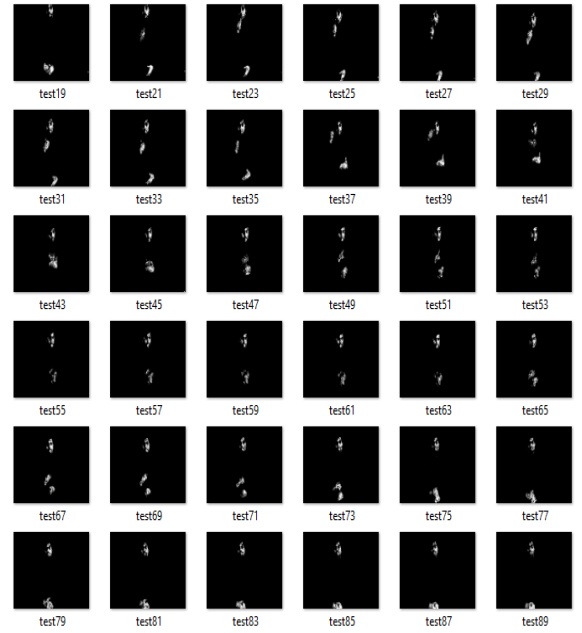 test19 test21 test23 test25 test27 test29
test31 test33 test35 test37 test39 test41
test43 test45 test47 test49 test51 test53
test55 test57 test59 test61 test63 test65
test67 test69 test71 test73 test75 test77
test79 test81 test83 test85 test87 test89